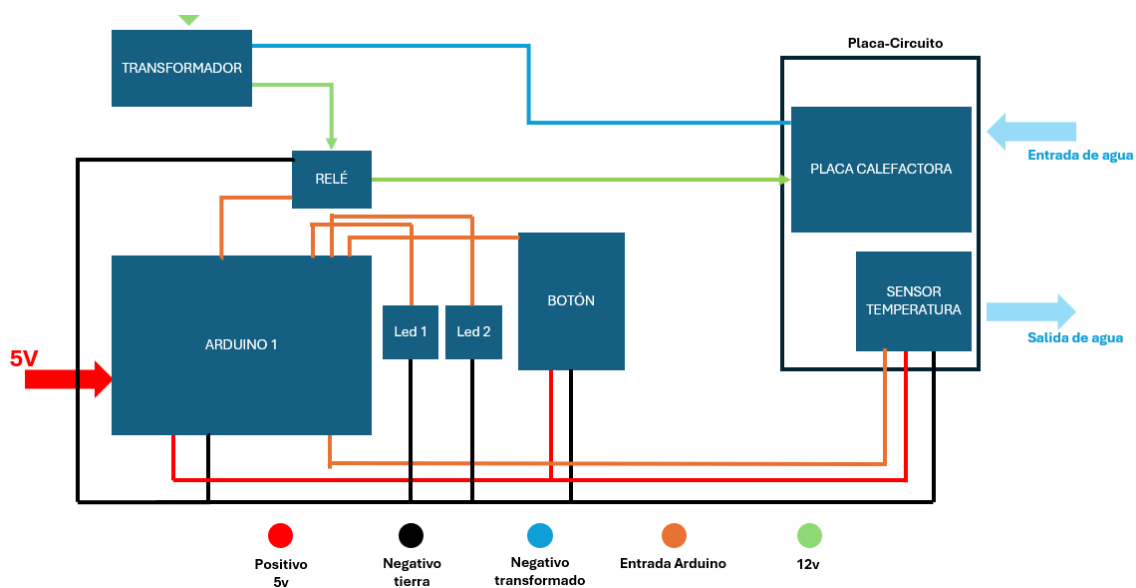 Placa-Circuito
TRANSFORMADOR
PLACA CALEFACTORA
Entrada de agua
RELÉ
BOTÓN
SENSOR
TEMPERATURA
Led 1
Led 2
ARDUINO 1
Salida de agua
5V
Positivo
5v
Negativo
tierra
Negativo
transformado
Entrada Arduino
12v